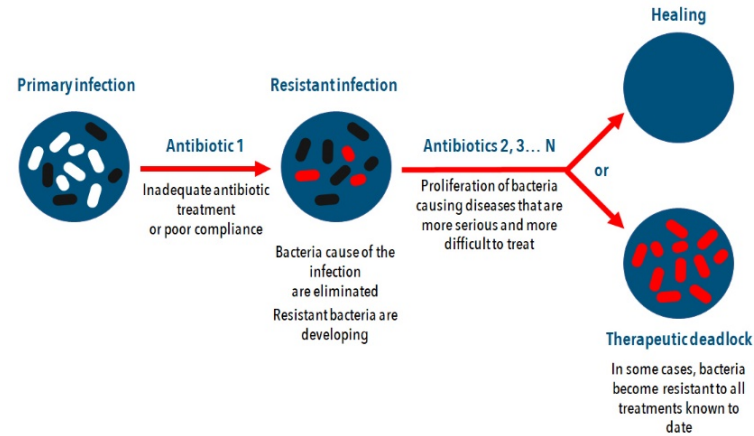 Healing
Primary infection
Resistant infection
Antibiotic 1
Antibiotics 2, 3... N
or
Inadequate antibiotic
treatment
or poor compliance
Proliferation of bacteria
causing diseases that are
more serious and more
difficult to treat
Bacteria cause of the
infection
are eliminated
Resistant bacteria are
developing
Therapeutic deadlock
In some cases, bacteria
become resistant to all
treatments known to
date